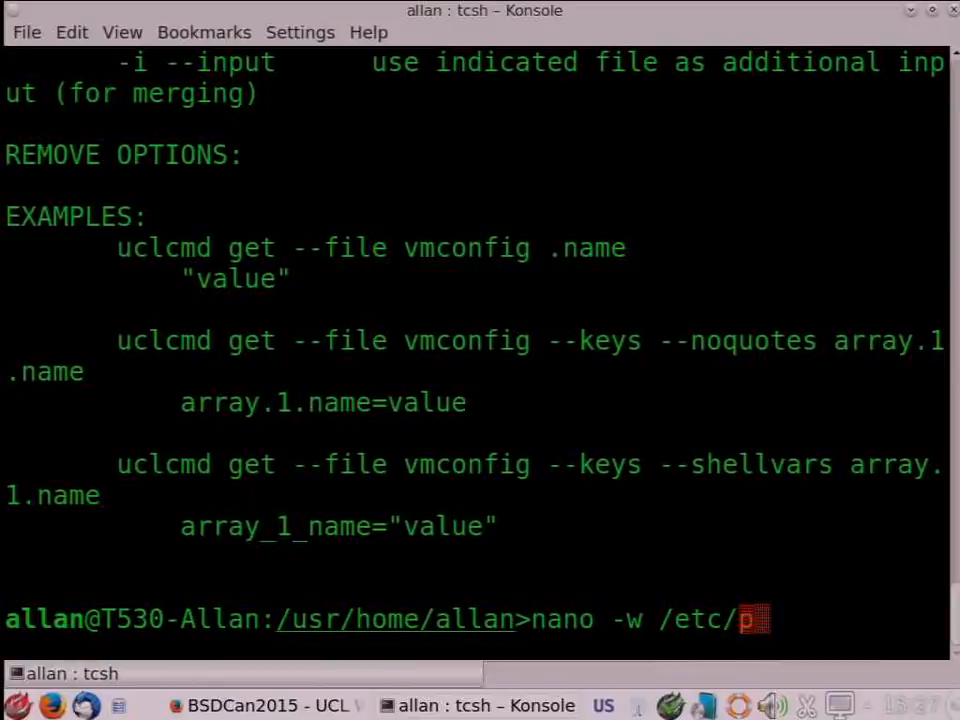 allan : tcsh – Konsole
File Edit View Bookmarks Settings Help
-i --input use indicated file as additional inp
ut (for merging)
REMOVE OPTIONS:
EXAMPLES:
uclcmd get --file vmconfig .name
"value"
uclcmd get --file vmconfig --keys --noquotes array.1
.name
array.1.name=value
uclcmd get --file vmconfig --keys --shellvars array.
1.name
array_1_name="value"
allan@T530-Allan:/usr/home/allan>nano -w /etc/p
allan : tcsh
BSDCan2015 - UCL allan : tcsh – Konsole US 13:27